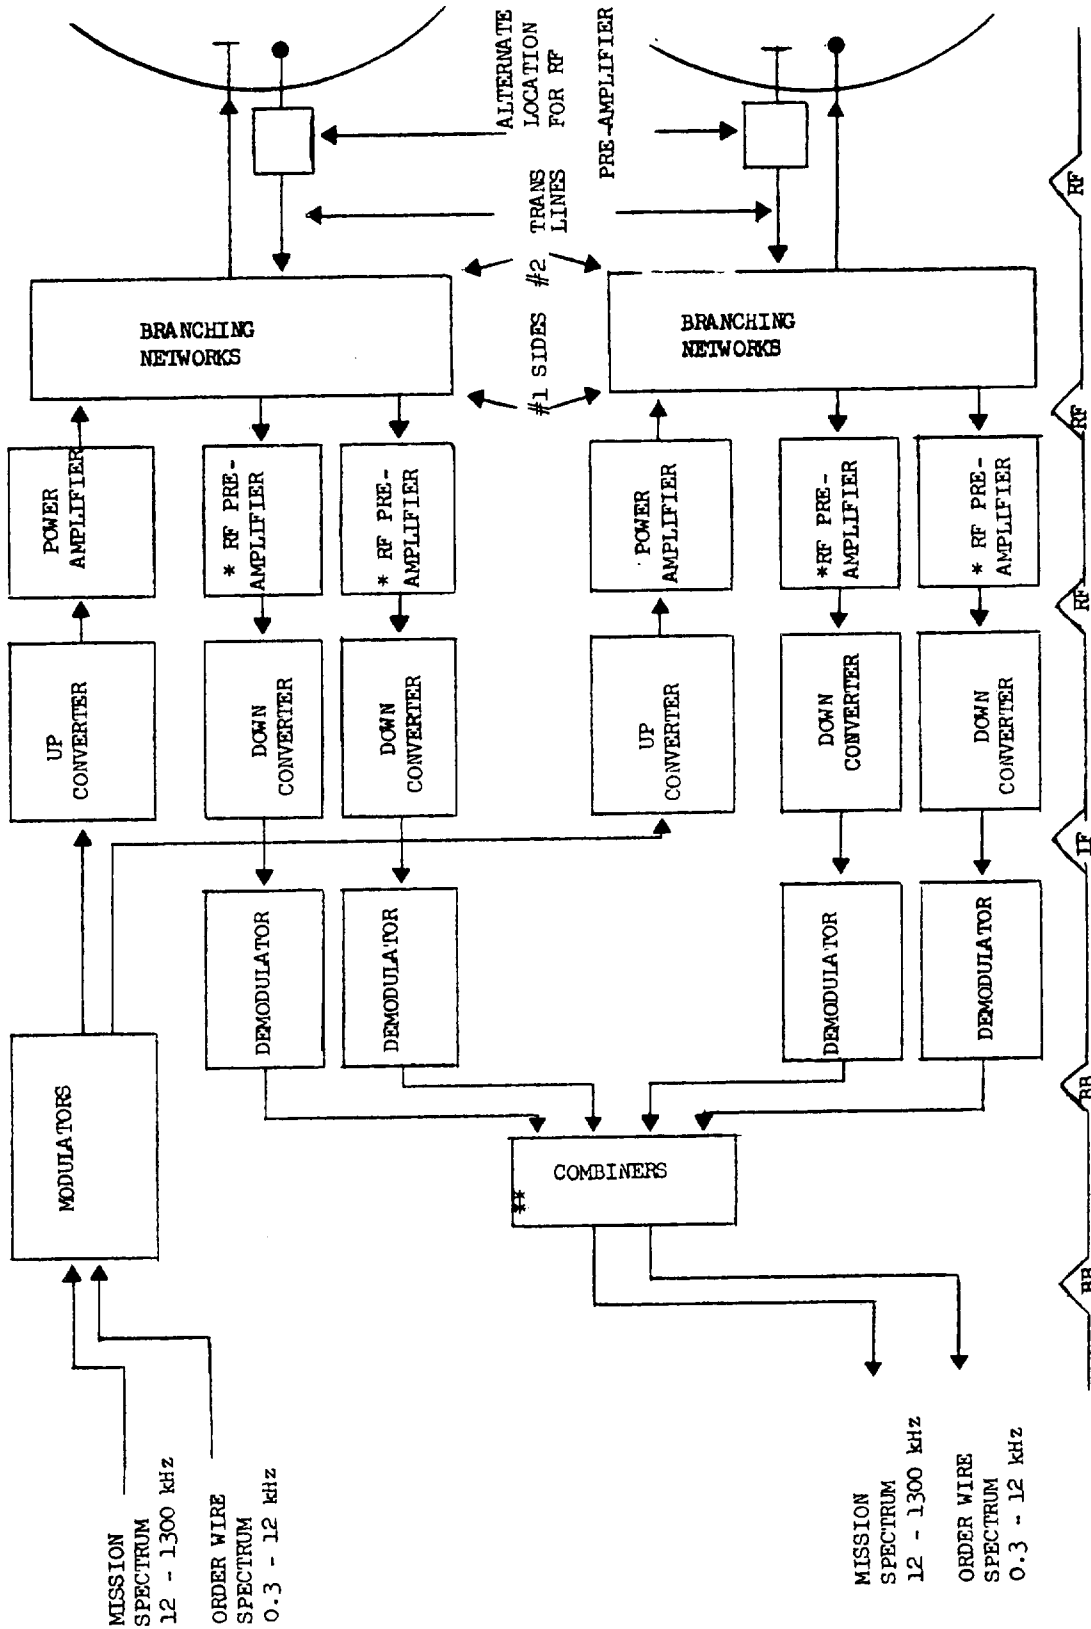 MISSION
SPECTRUM
12 - 1300 kHz
ORDER WIRE
SPECTRUM
0.3 - 12 kHz
MODULATORS
UP
CONVERTER
POWER
AMPLIFIER
DEMODULATOR
DOWN
CONVERTER
* RF PRE-
AMPLIFIER
DEMODULATOR
DOWN
CONVERTER
* RF PRE-
AMPLIFIER
BRANCHING
NETWORKS
ALTERNATE
LOCATION
FOR RF
PRE-AMPLIFIER
#1 SIDES #2
TRANS
LINES
**
COMBINERS
UP
CONVERTER
POWER
AMPLIFIER
DEMODULATOR
DOWN
CONVERTER
*RF PRE-
AMPLIFIER
DEMODULATOR
DOWN
CONVERTER
* RF PRE-
AMPLIFIER
BRANCHING
NETWORKS
MISSION
SPECTRUM
12 - 1300 kHz
ORDER WIRE
SPECTRUM
0.3 - 12 kHz
BB
BB
IF
RF
RF
RF